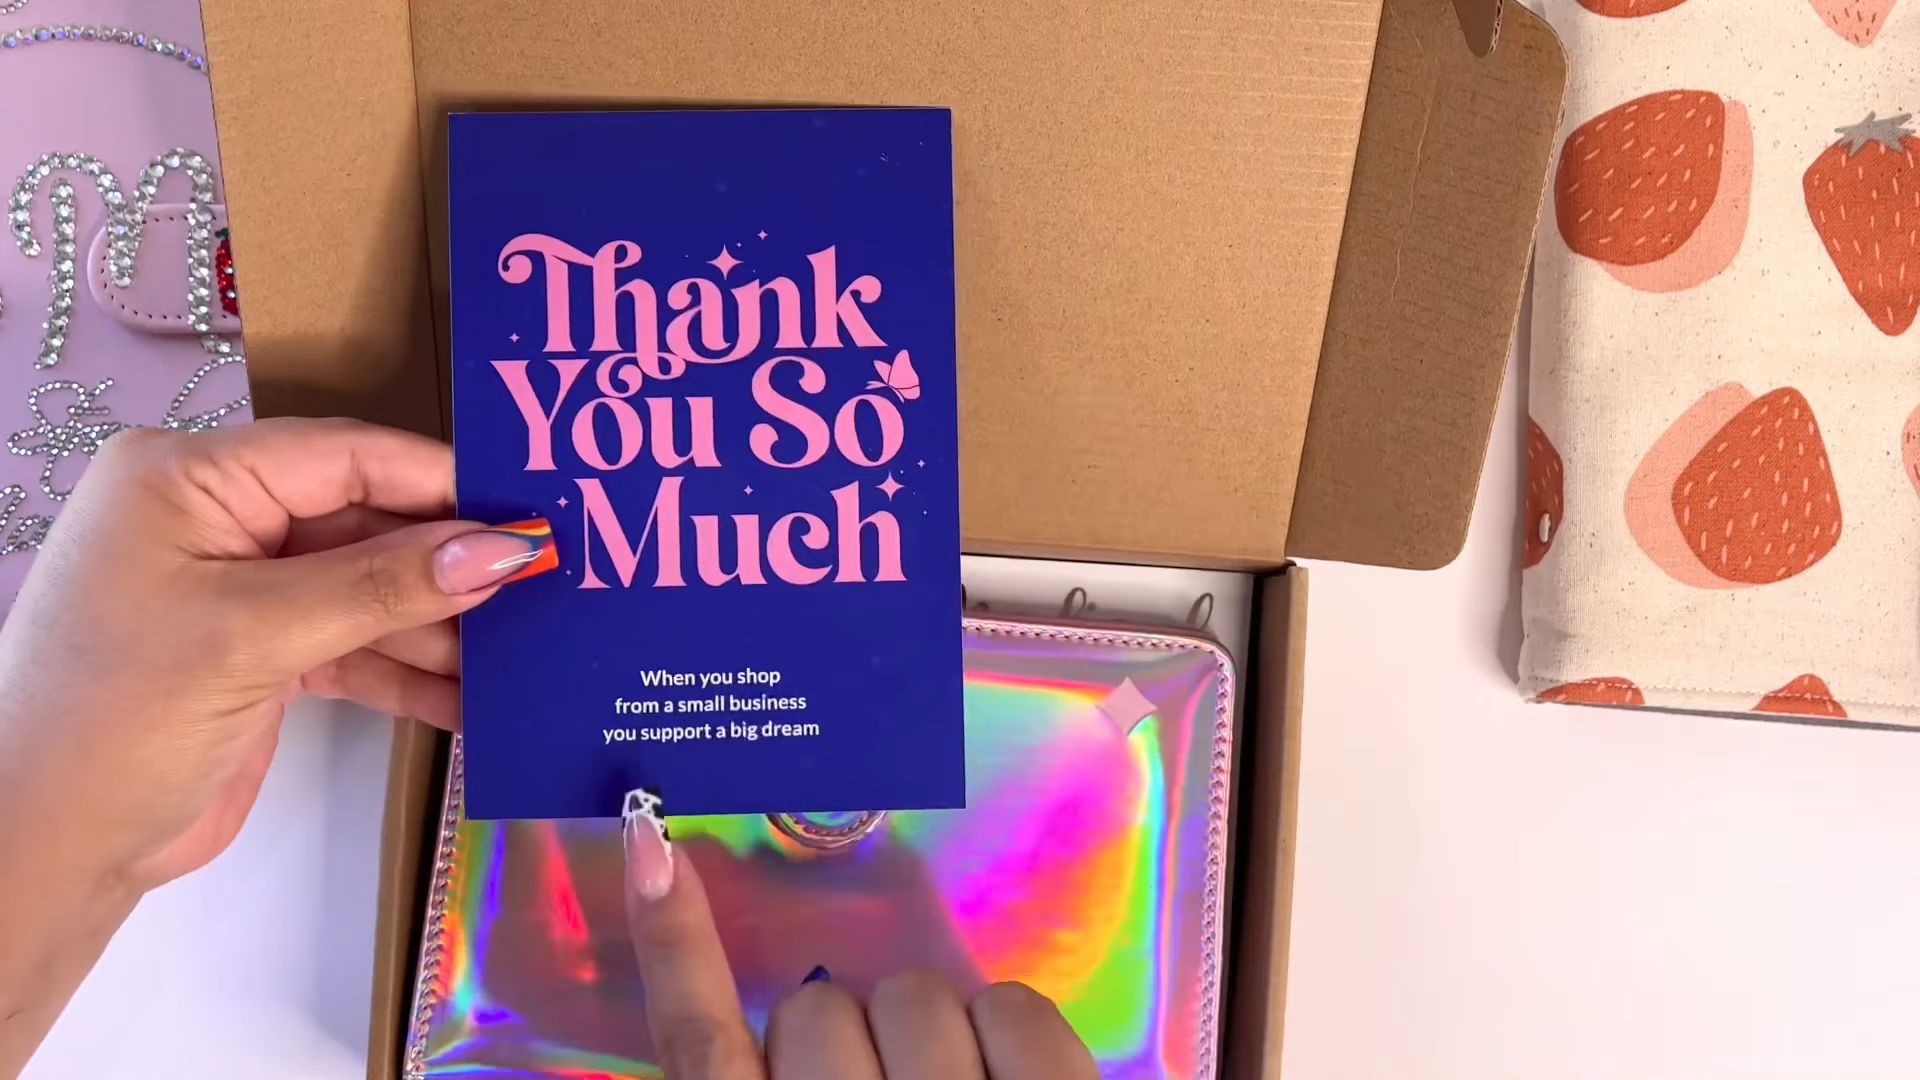 Thank
You So
Much
When you shop
from a small business
you support a big dream